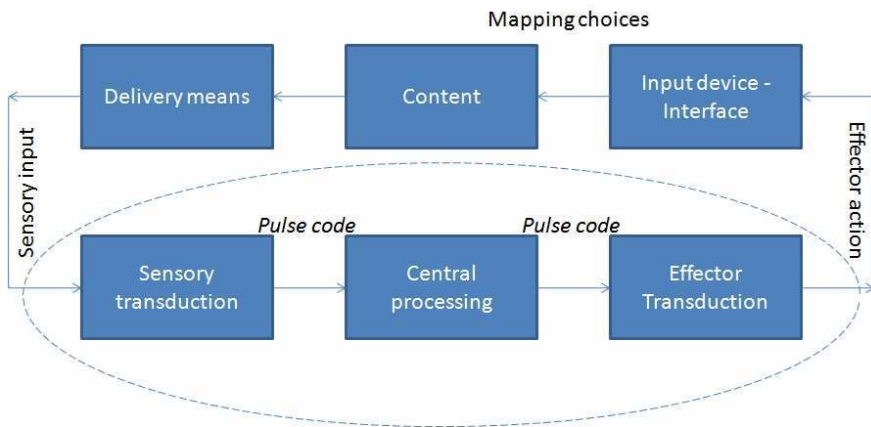 Mapping choices
Delivery means
Content
Input device -
Interface
Sensory input
Effector action
Pulse code
Pulse code
Sensory
transduction
Central
processing
Effector
Transduction